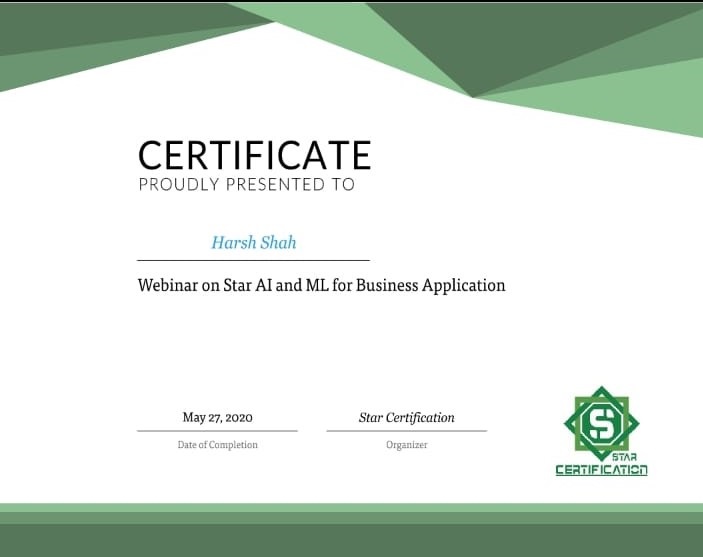 CERTIFICATE
PROUDLY PRESENTED TO
Harsh Shah
Webinar on Star AI and ML for Business Application
May 27, 2020
Date of Completion
Star Certification
Organizer
S
STAR
CERTIFICATION